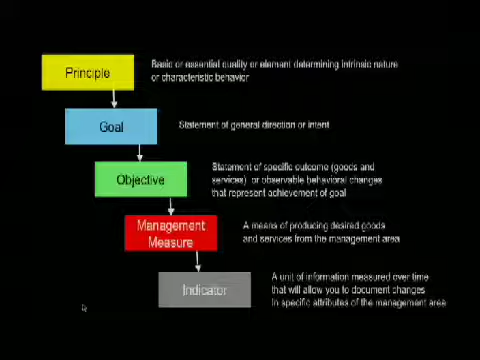 Principle
Basic or essential quality or element determining intrinsic nature
or characteristic behavior
Goal
Statement of general direction or intent
Objective
Statement of specific outcome (goods and
services) or observable behavioral changes
that represent achievement of goal
Management
Measure
A means of producing desired goods
and services from the management area
Indicator
A unit of information measured over time
that will allow you to document changes
in specific attributes of the management area